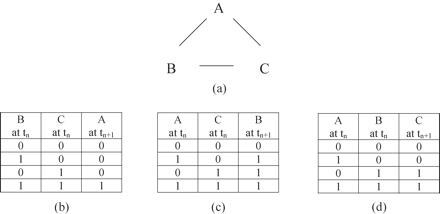 A
B C
(a)
B C A
at tn at tn at tn+1
0 0 0
1 0 0
0 1 0
1 1 1
(b)
A C B
at tn at tn at tn+1
0 0 0
1 0 1
0 1 1
1 1 1
(c)
A B C
at tn at tn at tn+1
0 0 0
1 0 0
0 1 1
1 1 1
(d)